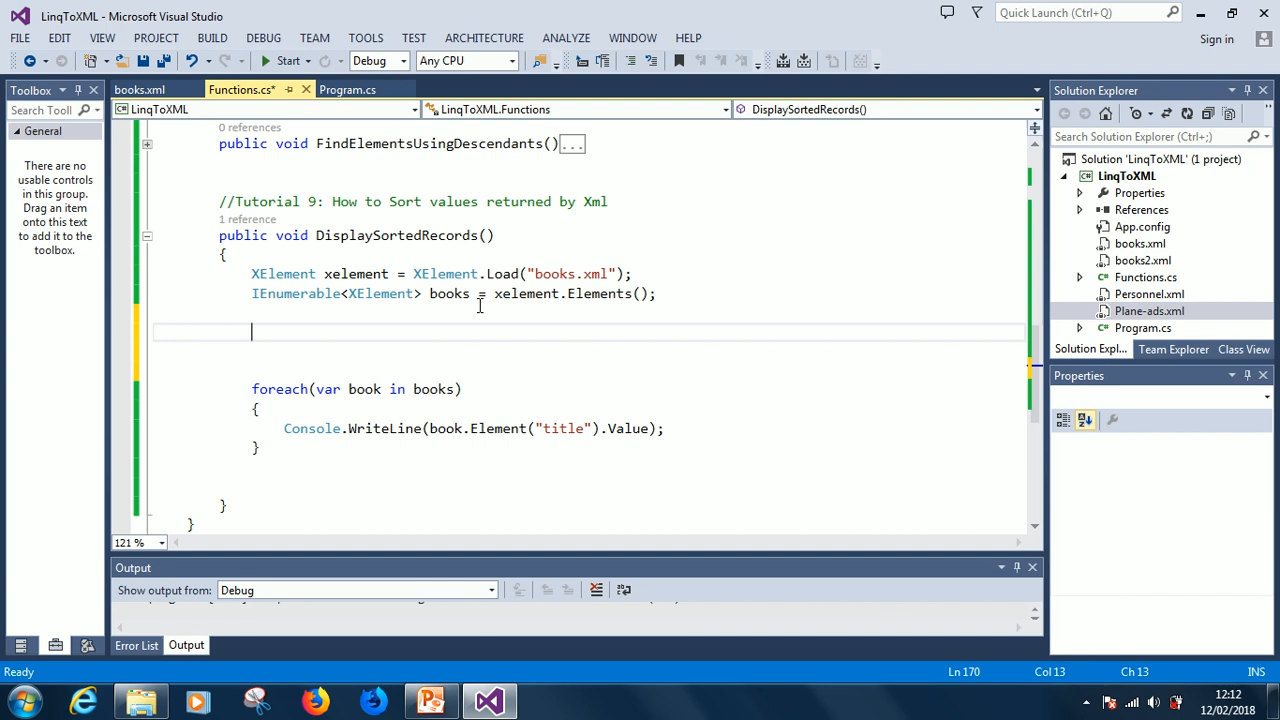 LinqToXML - Microsoft Visual Studio
Quick Launch (Ctrl+Q)
FILE EDIT VIEW PROJECT BUILD DEBUG TEAM TOOLS TEST ARCHITECTURE ANALYZE WINDOW HELP
Sign in
Start Debug Any CPU
Toolbox
Search Tooll
General
There are no
usable controls
in this group.
Drag an item
onto this text
to add it to the
toolbox.
books.xml Functions.cs* Program.cs
LinqToXML LinqToXML.Functions DisplaySortedRecords()
0 references
public void FindElementsUsingDescendants()...
//Tutorial 9: How to Sort values returned by Xml
1 reference
public void DisplaySortedRecords()
{
XElement xelement = XElement.Load("books.xml");
IEnumerable<XElement> books = xelement.Elements();
foreach(var book in books)
{
Console.WriteLine(book.Element("title").Value);
}
}
}
121 %
Output
Show output from: Debug
Error List Output
Solution Explorer
Search Solution Explorer (Ctrl+;)
Solution 'LinqToXML' (1 project)
LinqToXML
Properties
References
App.config
books.xml
books2.xml
Functions.cs
Personnel.xml
Plane-ads.xml
Program.cs
Solution Expl... Team Explorer Class View
Properties
Ready Ln 170 Col 13 Ch 13 INS
12:12
12/02/2018